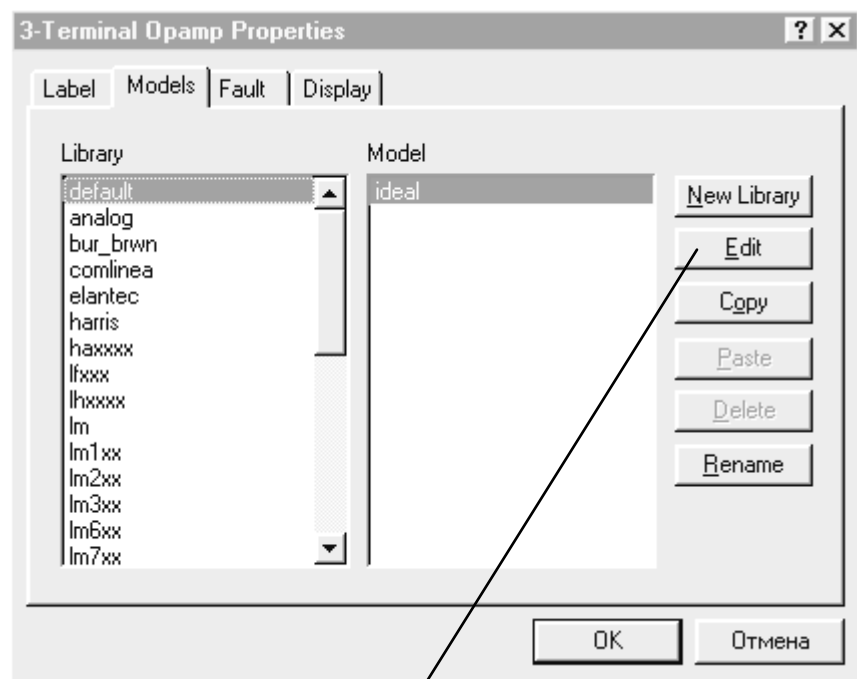 3-Terminal Opamp Properties
Label Models Fault Display
Library
Model
default
analog
bur_brwn
comlinea
elantec
harris
haxxxx
lfxxx
lhxxxx
lm
lm1xx
lm2xx
lm3xx
lm6xx
lm7xx
ideal
New Library
Edit
Copy
Paste
Delete
Rename
OK
Отмена